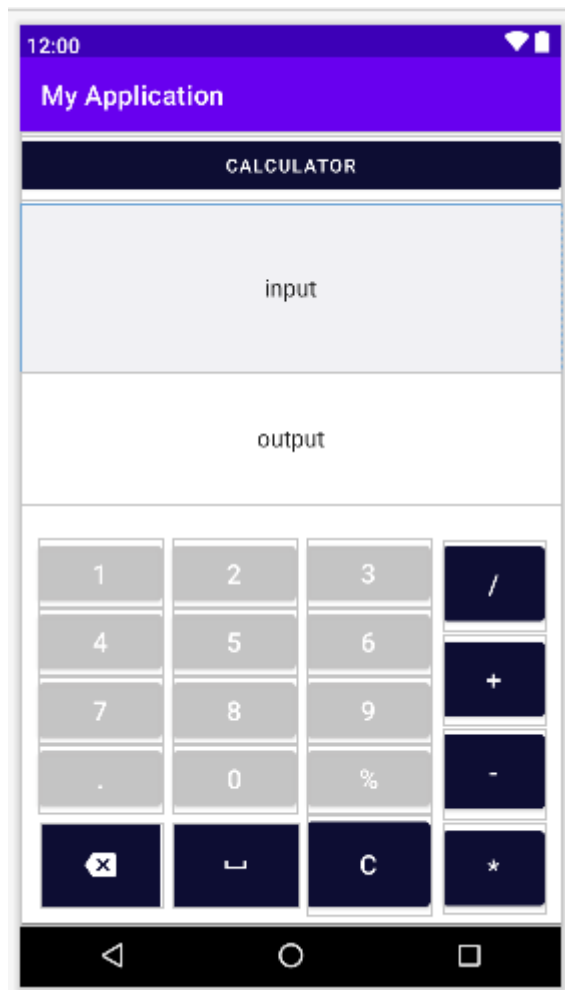 12:00
My Application
CALCULATOR
input
output
1 2 3 /
4 5 6 +
7 8 9 -
. 0 %
C *